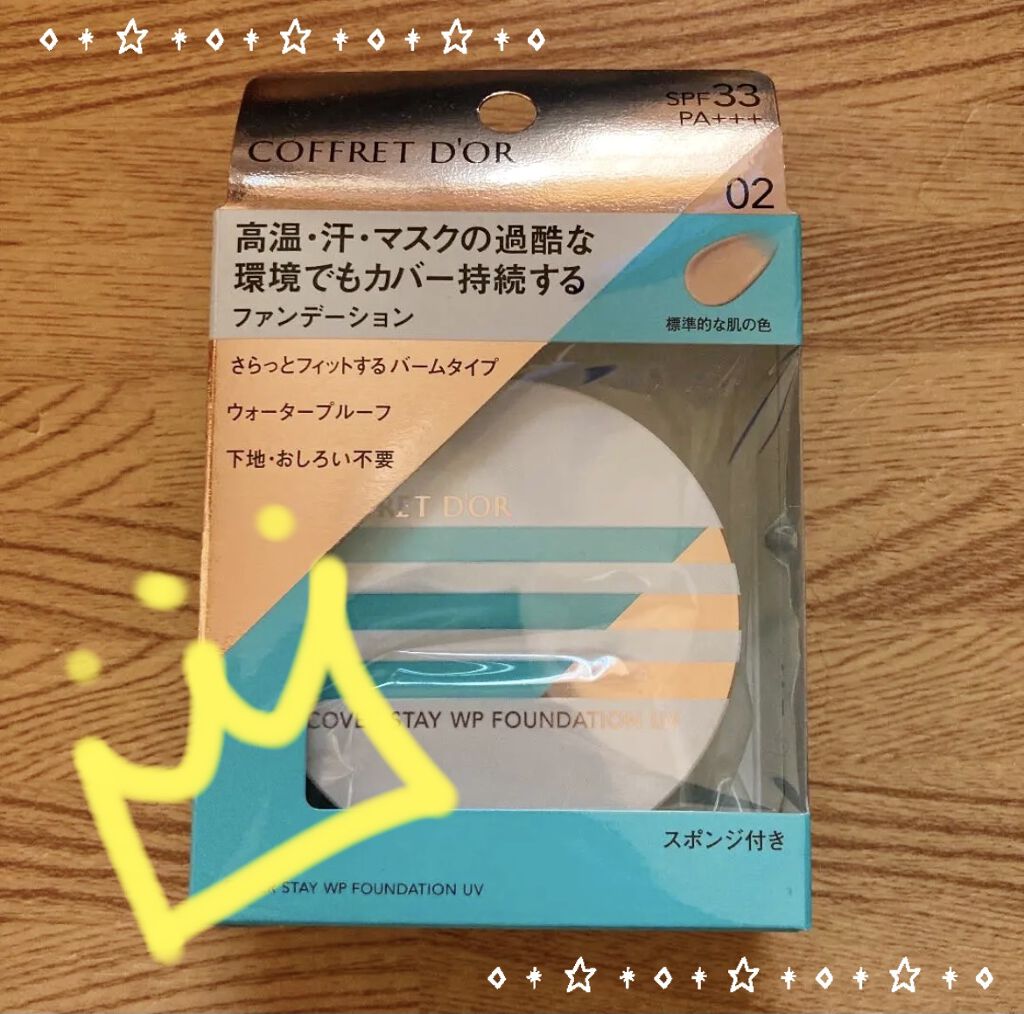 COFFRET D'OR
SPF33
PA+++
02
高温・汗・マスクの過酷な
環境でもカバー持続する
ファンデーション
標準的な肌の色
さらっとフィットするバームタイプ
ウォータープルーフ
下地・おしろい不要
D'OR
STAY WP FOUNDATION UV
スポンジ付き
STAY WP FOUNDATION UV